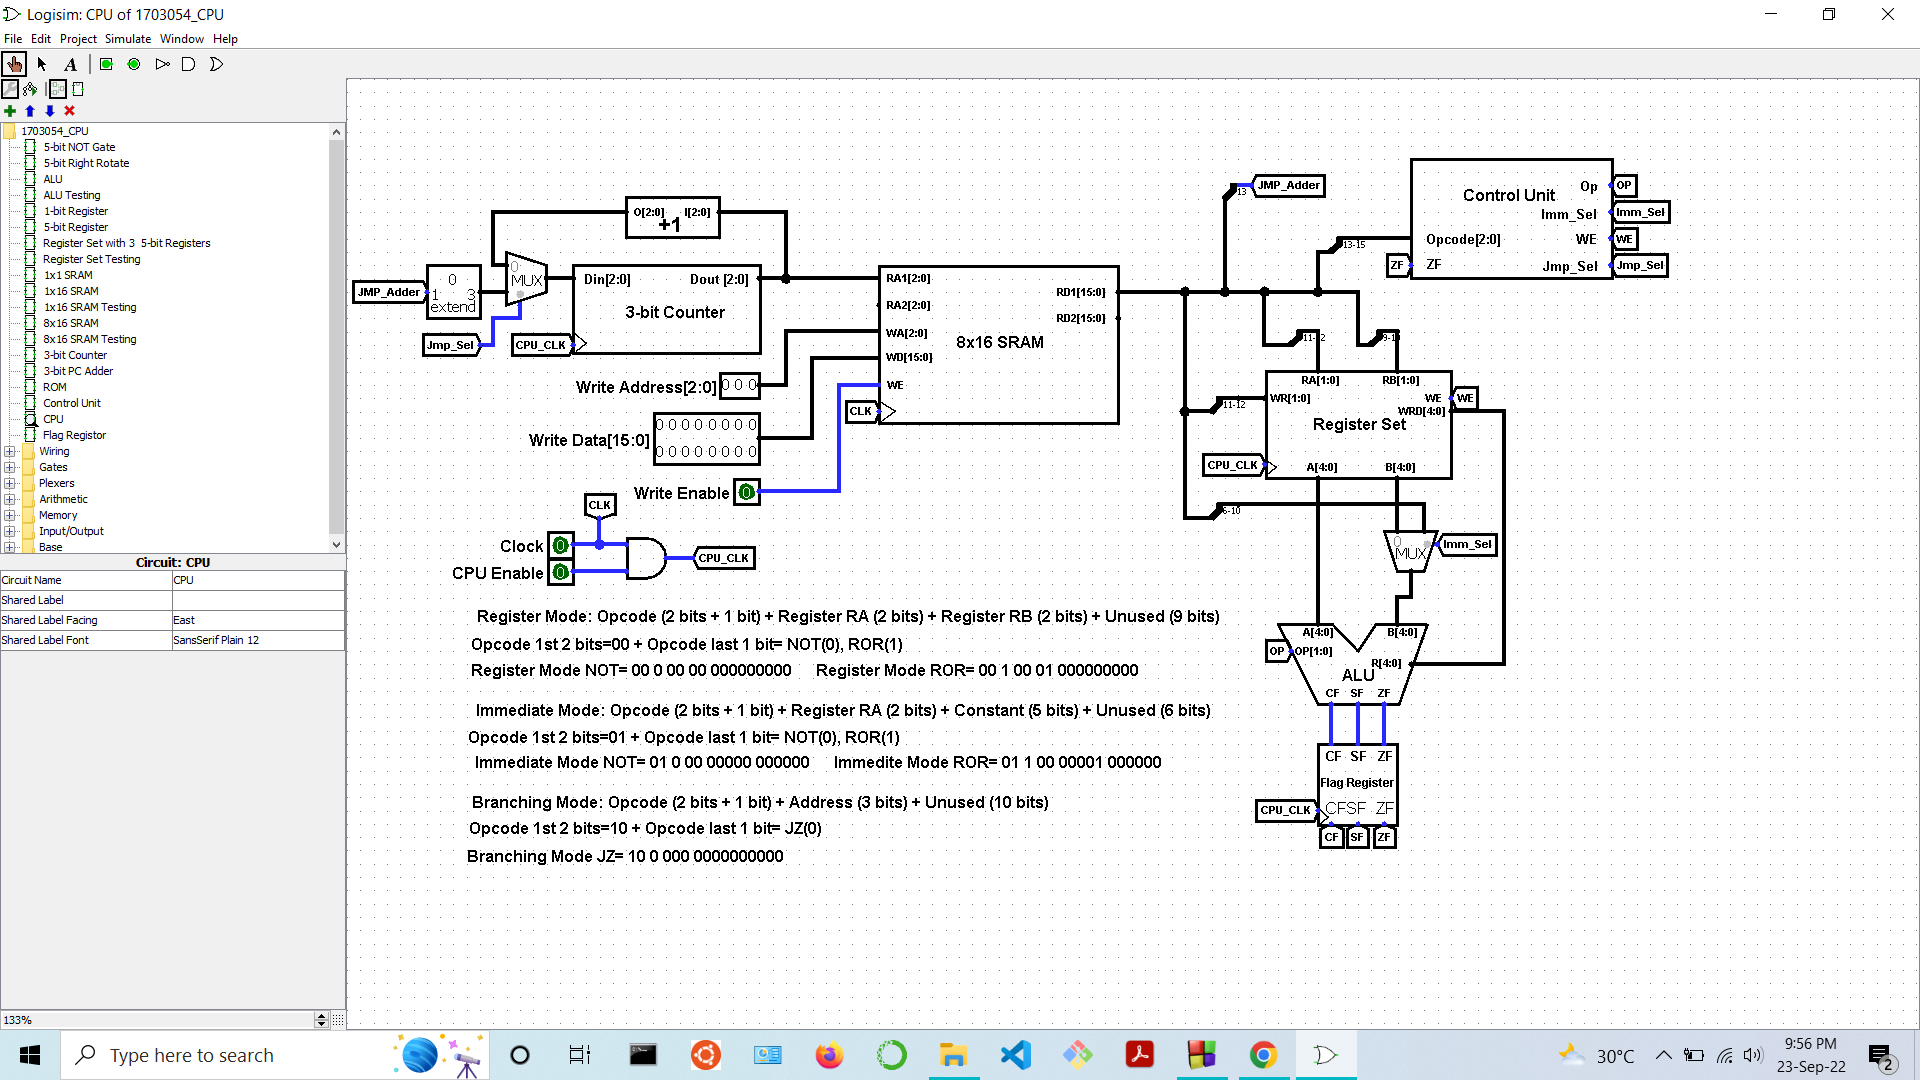 Logisim: CPU of 1703054_CPU
File Edit Project Simulate Window Help
A
1703054_CPU
5-bit NOT Gate
5-bit Right Rotate
ALU
ALU Testing
1-bit Register
5-bit Register
Register Set with 3 5-bit Registers
Register Set Testing
1x1 SRAM
1x16 SRAM
1x16 SRAM Testing
8x16 SRAM
8x16 SRAM Testing
3-bit Counter
3-bit PC Adder
ROM
Control Unit
CPU
Flag Registor
Wiring
Gates
Plexers
Arithmetic
Memory
Input/Output
Base
Circuit: CPU
Circuit Name CPU
Shared Label
Shared Label Facing East
Shared Label Font SansSerif Plain 12
133%
O[2:0] I[2:0]
+1
JMP_Adder
0
1 3
extend
0
MUX
Jmp_Sel
CPU_CLK
Din[2:0] Dout [2:0]
3-bit Counter
Write Address[2:0] 0 0 0
Write Data[15:0]
0 0 0 0 0 0 0 0
0 0 0 0 0 0 0 0
Write Enable 0
CLK
Clock 0
CPU Enable 0
CPU_CLK
RA1[2:0]
RA2[2:0]
WA[2:0]
WD[15:0]
WE
CLK
RD1[15:0]
RD2[15:0]
8x16 SRAM
13
JMP_Adder
13-15
Control Unit
Opcode[2:0]
ZF ZF
Op OP
Imm_Sel Imm_Sel
WE WE
Jmp_Sel Jmp_Sel
11-12
11-12
RA[1:0] RB[1:0]
WR[1:0] WE WE
WRD[4:0]
Register Set
CPU_CLK
A[4:0] B[4:0]
6-10
0
MUX
Imm_Sel
A[4:0] B[4:0]
OP OP[1:0]
R[4:0]
ALU
CF SF ZF
CF SF ZF
Flag Register
CPU_CLK
CFSF ZF
CF SF ZF
Register Mode: Opcode (2 bits + 1 bit) + Register RA (2 bits) + Register RB (2 bits) + Unused (9 bits)
Opcode 1st 2 bits=00 + Opcode last 1 bit= NOT(0), ROR(1)
Register Mode NOT= 00 0 00 00 000000000 Register Mode ROR= 00 1 00 01 000000000
Immediate Mode: Opcode (2 bits + 1 bit) + Register RA (2 bits) + Constant (5 bits) + Unused (6 bits)
Opcode 1st 2 bits=01 + Opcode last 1 bit= NOT(0), ROR(1)
Immediate Mode NOT= 01 0 00 00000 000000 Immedite Mode ROR= 01 1 00 00001 000000
Branching Mode: Opcode (2 bits + 1 bit) + Address (3 bits) + Unused (10 bits)
Opcode 1st 2 bits=10 + Opcode last 1 bit= JZ(0)
Branching Mode JZ= 10 0 000 0000000000
Type here to search
30°C
9:56 PM
23-Sep-22
2